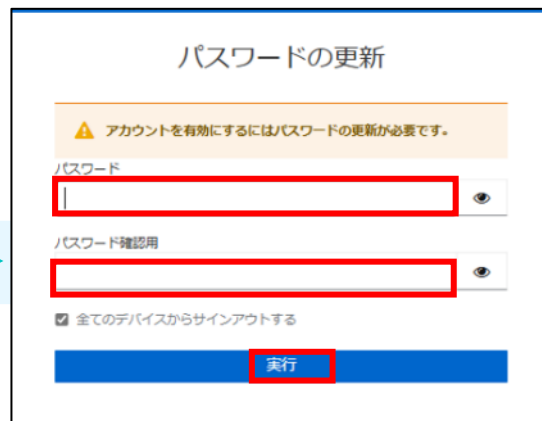 パスワードの更新
アカウントを有効にするにはパスワードの更新が必要です。
パスワード
パスワード確認用
全てのデバイスからサインアウトする
実行